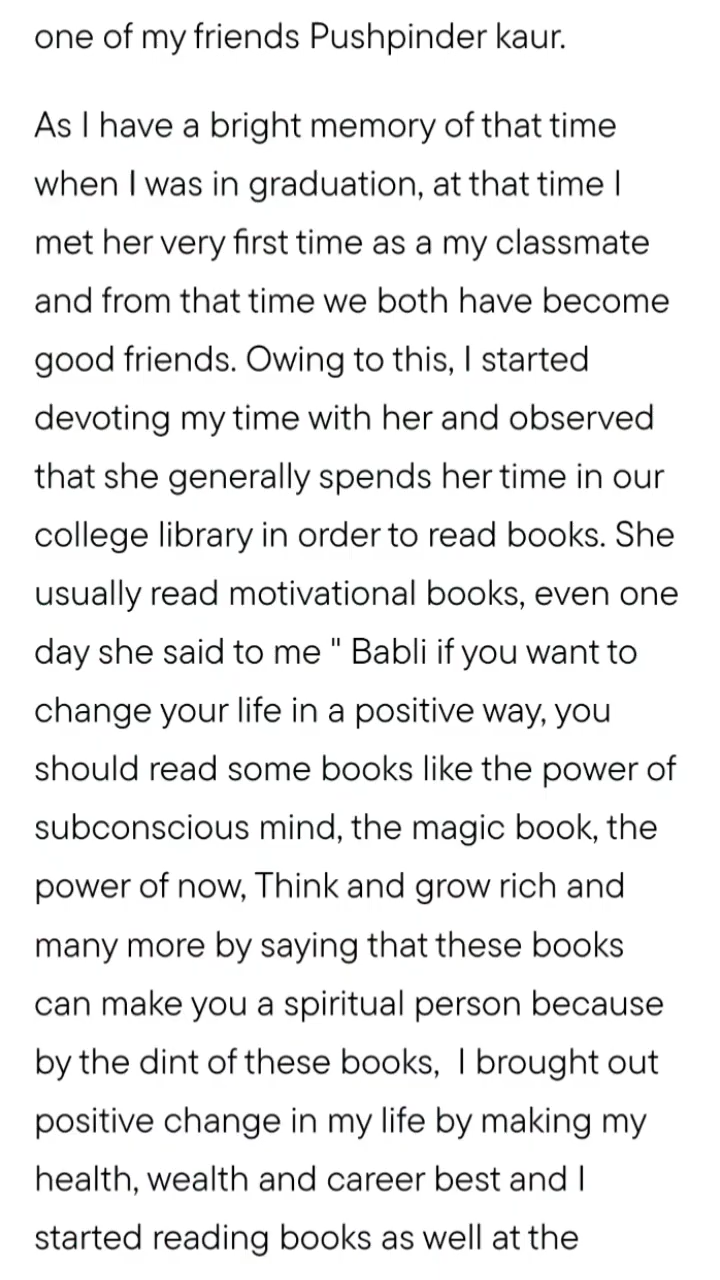 one of my friends Pushpinder kaur.
As I have a bright memory of that time
when I was in graduation, at that time I
met her very first time as a my classmate
and from that time we both have become
good friends. Owing to this, I started
devoting my time with her and observed
that she generally spends her time in our
college library in order to read books. She
usually read motivational books, even one
day she said to me " Babli if you want to
change your life in a positive way, you
should read some books like the power of
subconscious mind, the magic book, the
power of now, Think and grow rich and
many more by saying that these books
can make you a spiritual person because
by the dint of these books,  I brought out
positive change in my life by making my
health, wealth and career best and I
started reading books as well at the